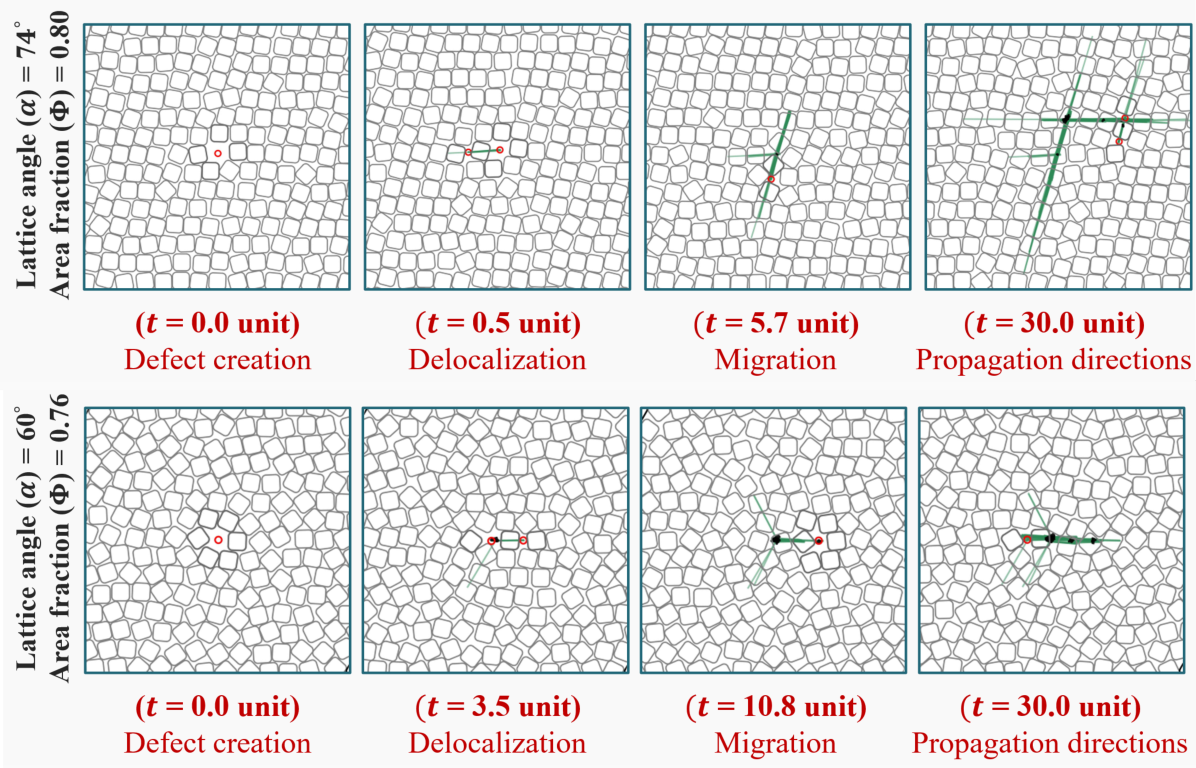 Lattice angle (α) = 74°
Area fraction (Φ) = 0.80
(t = 0.0 unit)
Defect creation
(t = 0.5 unit)
Delocalization
(t = 5.7 unit)
Migration
(t = 30.0 unit)
Propagation directions
Lattice angle (α) = 60°
Area fraction (Φ) = 0.76
(t = 0.0 unit)
Defect creation
(t = 3.5 unit)
Delocalization
(t = 10.8 unit)
Migration
(t = 30.0 unit)
Propagation directions